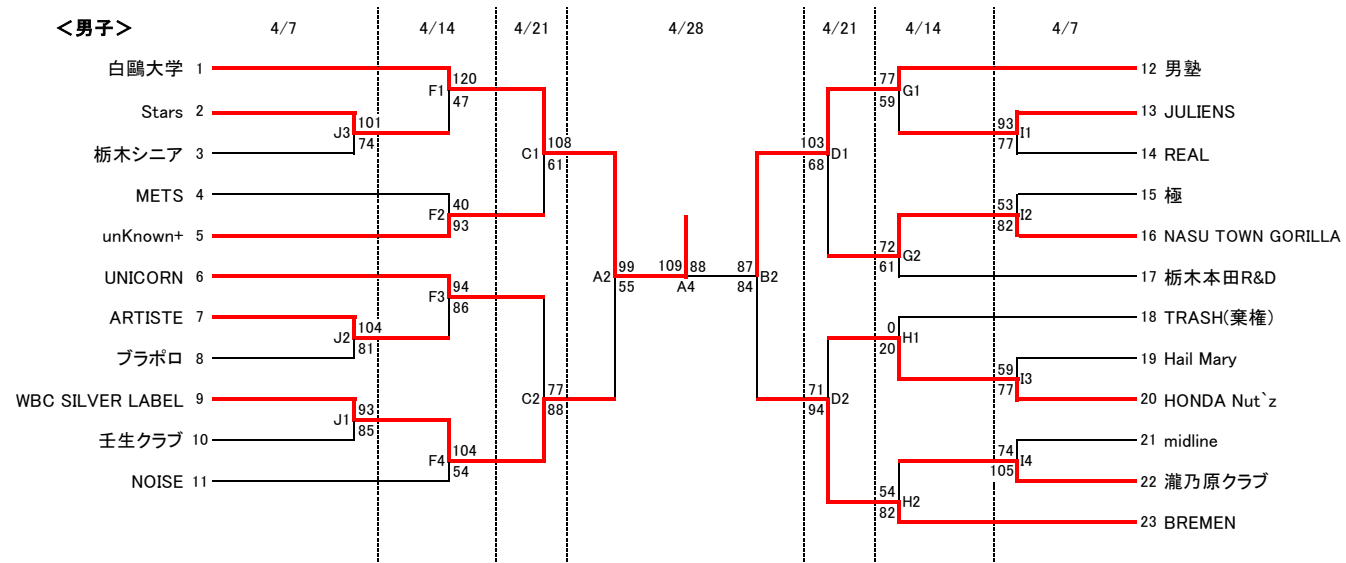 <男子> 4/7 4/14 4/21 4/28 4/21 4/14 4/7
白鷗大学 1
Stars 2
栃木シニア 3
METS 4
unKnown+ 5
UNICORN 6
ARTISTE 7
ブラポロ 8
WBC SILVER LABEL 9
壬生クラブ 10
NOISE 11
J3 101 74
J2 104 81
J1 93 85
F1 120 47
F2 40 93
F3 94 86
F4 104 54
C1 108 61
C2 77 88
A2 99 55
109 88
A4
87 84 B2
103 68 D1
71 94 D2
77 59 G1
72 61 G2
0 20 H1
54 82 H2
93 77 I1
53 82 I2
59 77 I3
74 105 I4
12 男塾
13 JULIENS
14 REAL
15 極
16 NASU TOWN GORILLA
17 栃木本田R&D
18 TRASH(棄権)
19 Hail Mary
20 HONDA Nut`z
21 midline
22 瀧乃原クラブ
23 BREMEN